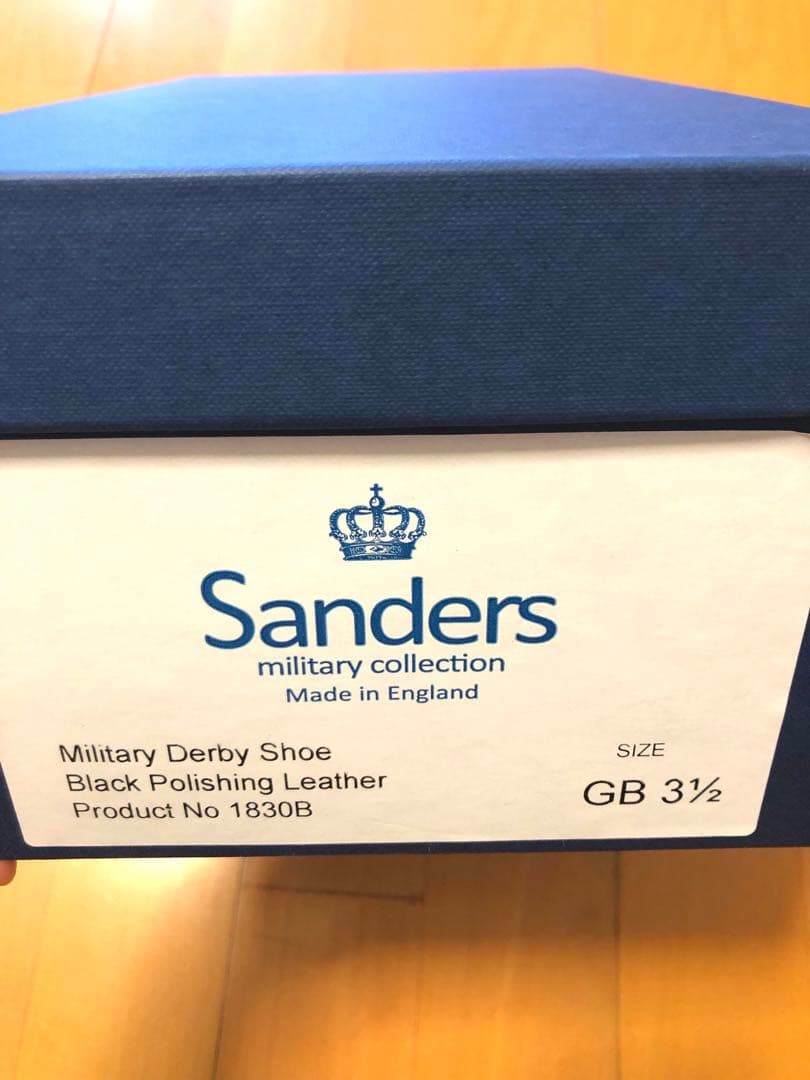 Sanders
military collection
Made in England
Military Derby Shoe
Black Polishing Leather
Product No 1830B
SIZE
GB 3½